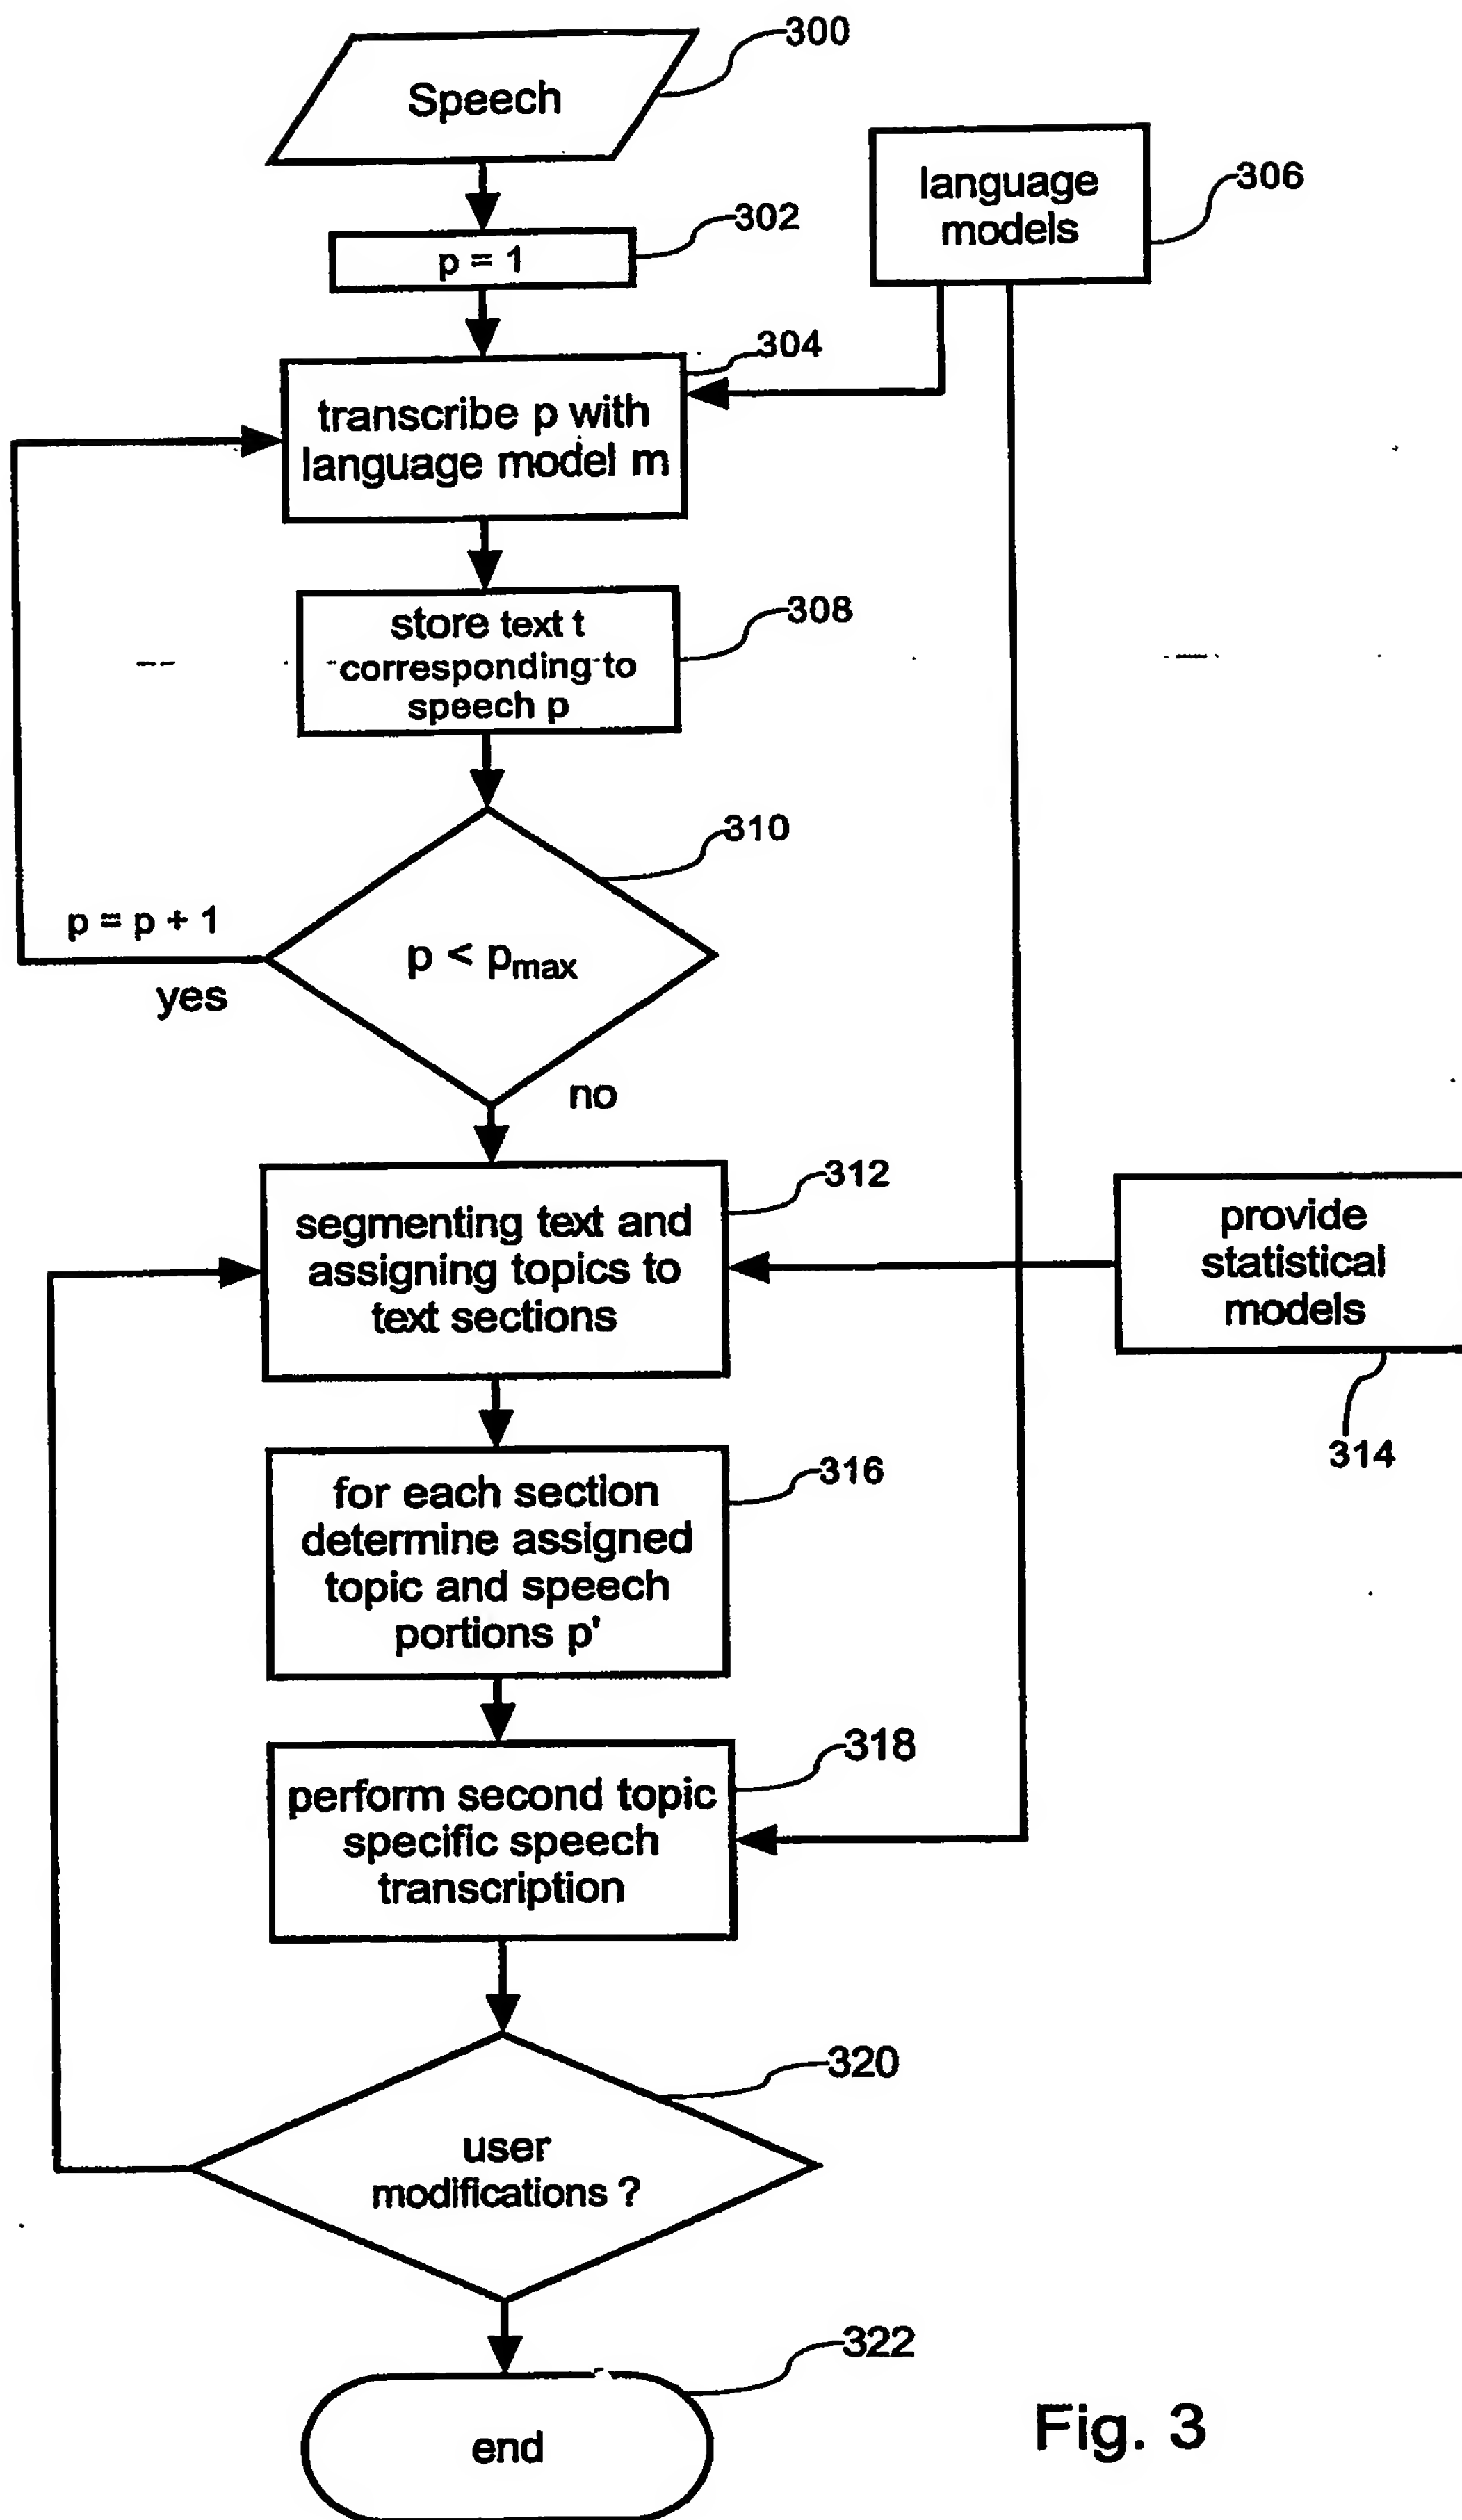 300
Speech
language
models
306
302
p = 1
304
transcribe p with
language model m
308
store text t
corresponding to
speech p
310
p = p + 1
p < pmax
yes
no
312
segmenting text and
assigning topics to
text sections
provide
statistical
models
314
316
for each section
determine assigned
topic and speech
portions p'
318
perform second topic
specific speech
transcription
320
user
modifications ?
322
end
Fig. 3